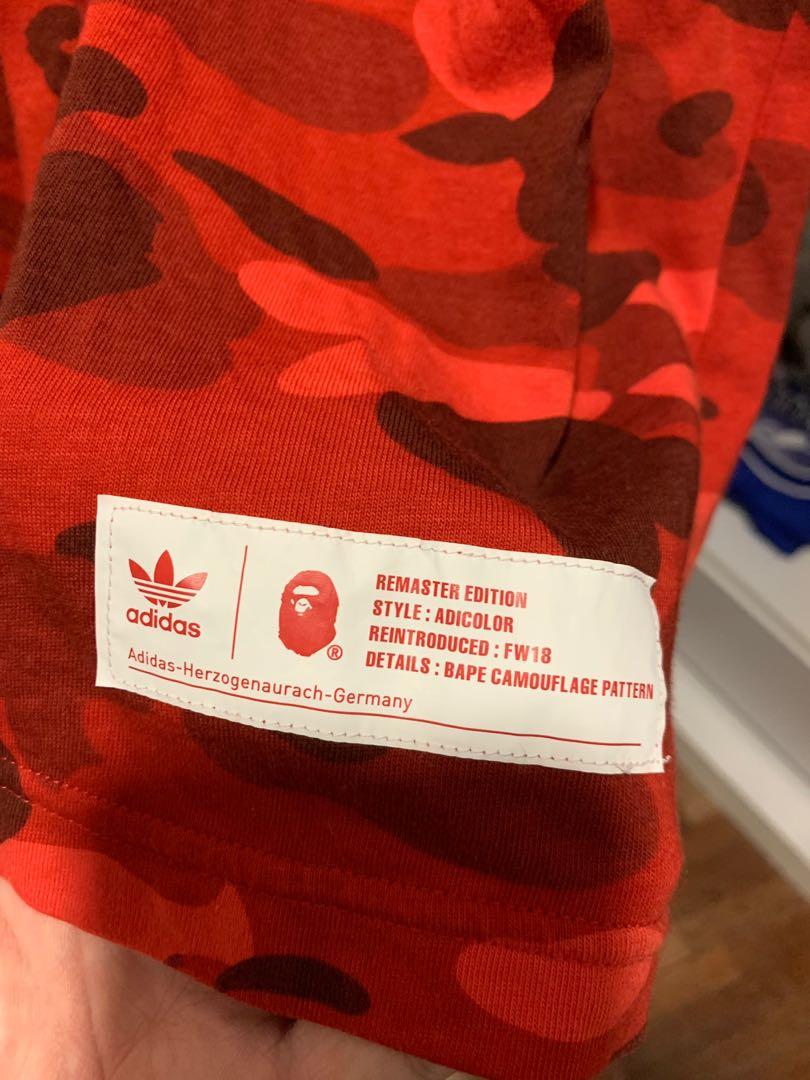 adidas
Adidas-Herzogenaurach-Germany
®
REMASTER EDITION
STYLE : ADICOLOR
REINTRODUCED : FW18
DETAILS : BAPE CAMOUFLAGE PATTERN